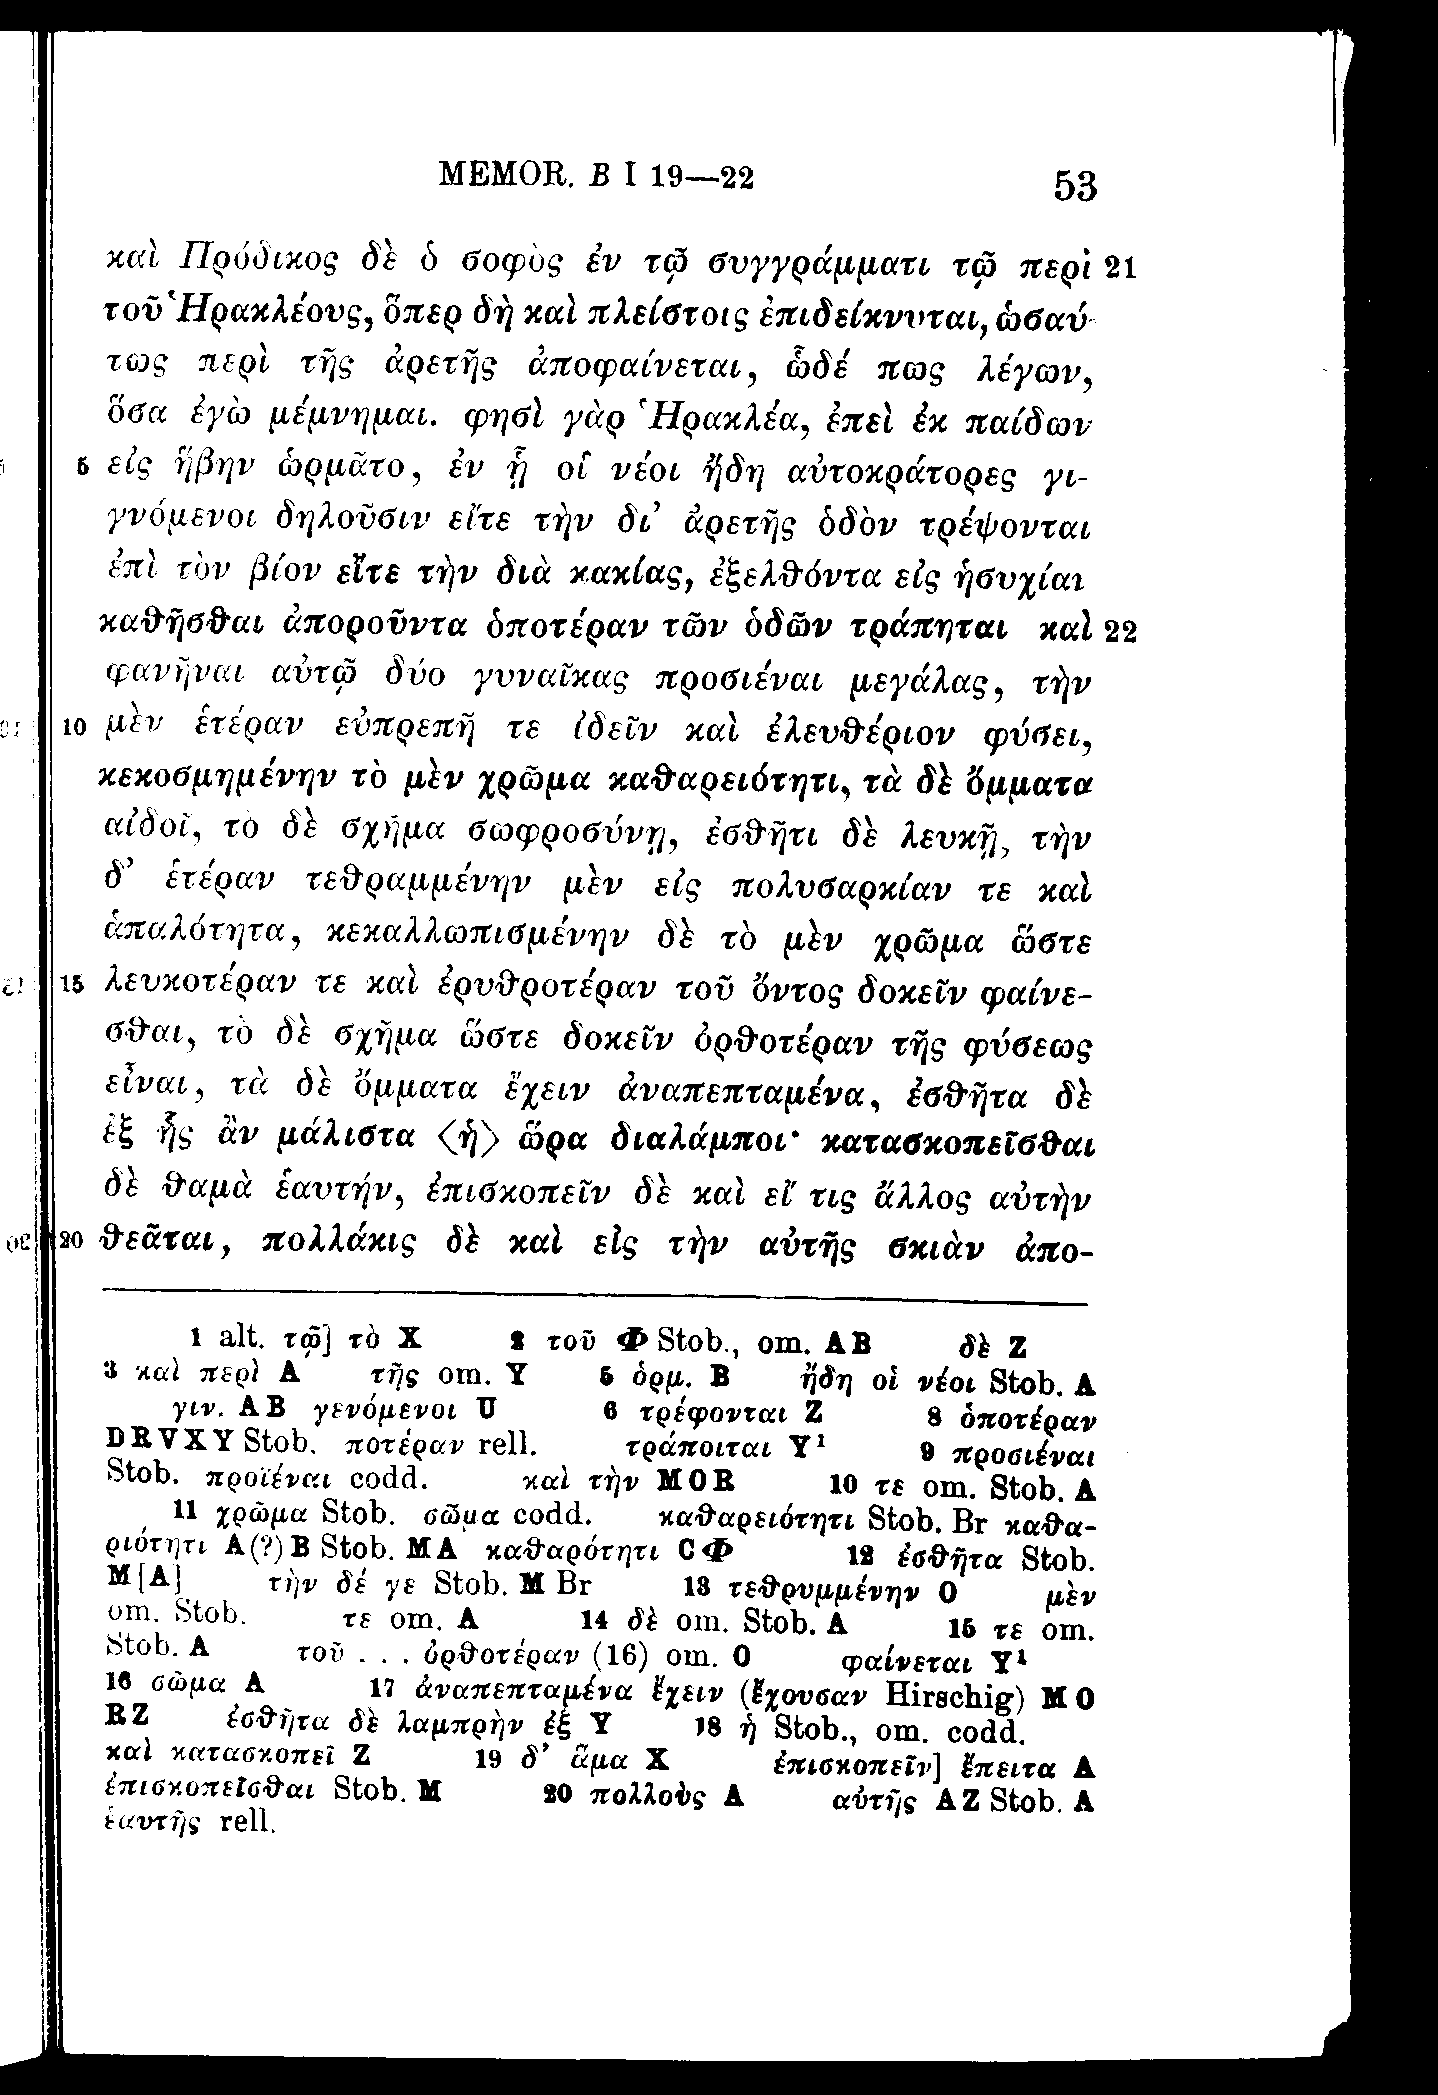 MEMOR. B I 19—22 53
καὶ Πρόδικος δὲ ὁ σοφὸς ἐν τῷ συγγράμματι τῷ περὶ 21
τοῦ Ἡρακλέους, ὅπερ δὴ καὶ πλείστοις ἐπιδείκνυται, ὡσαύ-
τως περὶ τῆς ἀρετῆς ἀποφαίνεται, ὧδέ πως λέγων,
ὅσα ἐγὼ μέμνημαι. φησὶ γὰρ Ἡρακλέα, ἐπεὶ ἐκ παίδων
5 εἰς ἥβην ὡρμᾶτο, ἐν ᾗ οἱ νέοι ἤδη αὐτοκράτορες γι-
γνόμενοι δηλοῦσιν εἴτε τὴν δι’ ἀρετῆς ὁδὸν τρέψονται
ἐπὶ τὸν βίον εἴτε τὴν διὰ κακίας, ἐξελθόντα εἰς ἡσυχίαν
καθῆσθαι ἀποροῦντα ὁποτέραν τῶν ὁδῶν τράπηται καὶ 22
φανῆναι αὐτῷ δύο γυναῖκας προσιέναι μεγάλας, τὴν
10 μὲν ἑτέραν εὐπρεπῆ τε ἰδεῖν καὶ ἐλευθέριον φύσει,
κεκοσμημένην τὸ μὲν χρῶμα καθαρειότητι, τὰ δὲ ὄμματα
αἰδοῖ, τὸ δὲ σχῆμα σωφροσύνῃ, ἐσθῆτι δὲ λευκῇ, τὴν
δ’ ἑτέραν τεθραμμένην μὲν εἰς πολυσαρκίαν τε καὶ
ἁπαλότητα, κεκαλλωπισμένην δὲ τὸ μὲν χρῶμα ὥστε
15 λευκοτέραν τε καὶ ἐρυθροτέραν τοῦ ὄντος δοκεῖν φαίνε-
σθαι, τὸ δὲ σχῆμα ὥστε δοκεῖν ὀρθοτέραν τῆς φύσεως
εἶναι, τὰ δὲ ὄμματα ἔχειν ἀναπεπταμένα, ἐσθῆτα δὲ
ἐξ ἧς ἂν μάλιστα ⟨ἡ⟩ ὥρα διαλάμποι· κατασκοπεῖσθαι
δὲ θαμὰ ἑαυτήν, ἐπισκοπεῖν δὲ καὶ εἴ τις ἄλλος αὐτὴν
20 θεᾶται, πολλάκις δὲ καὶ εἰς τὴν αὑτῆς σκιὰν ἀπο-
1 alt. τῷ] τὸ X 2 τοῦ Φ Stob., om. AB δὲ Z
3 καὶ περὶ A τῆς om. Y 5 ὁρμ. B ἤδη οἱ νέοι Stob. A
γιν. AB γενόμενοι U 6 τρέφονται Z 8 ὁποτέραν
DRVXY Stob. ποτέραν rell. τράποιται Y¹ 9 προσιέναι
Stob. προϊέναι codd. καὶ τὴν MOR 10 τε om. Stob. A
11 χρῶμα Stob. σῶμα codd. καθαρειότητι Stob. Br καθα-
ριότητι A(?)B Stob. MA καθαρότητι CΦ 12 ἐσθῆτα Stob.
M[A] τὴν δέ γε Stob. M Br 13 τεθρυμμένην O μὲν
om. Stob. τε om. A 14 δὲ om. Stob. A 15 τε om.
Stob. A τοῦ . . . ὀρθοτέραν (16) om. O φαίνεται Y¹
16 σῶμα A 17 ἀναπεπταμένα ἔχειν (ἔχουσαν Hirschig) MO
RZ ἐσθῆτα δὲ λαμπρὴν ἐξ Y 18 ἡ Stob., om. codd.
καὶ κατασκοπεῖ Z 19 δ’ ἅμα X ἐπισκοπεῖν] ἔπειτα A
ἐπισκοπεῖσθαι Stob. M 20 πολλοὺς A αὑτῆς AZ Stob. A
ἑαυτῆς rell.